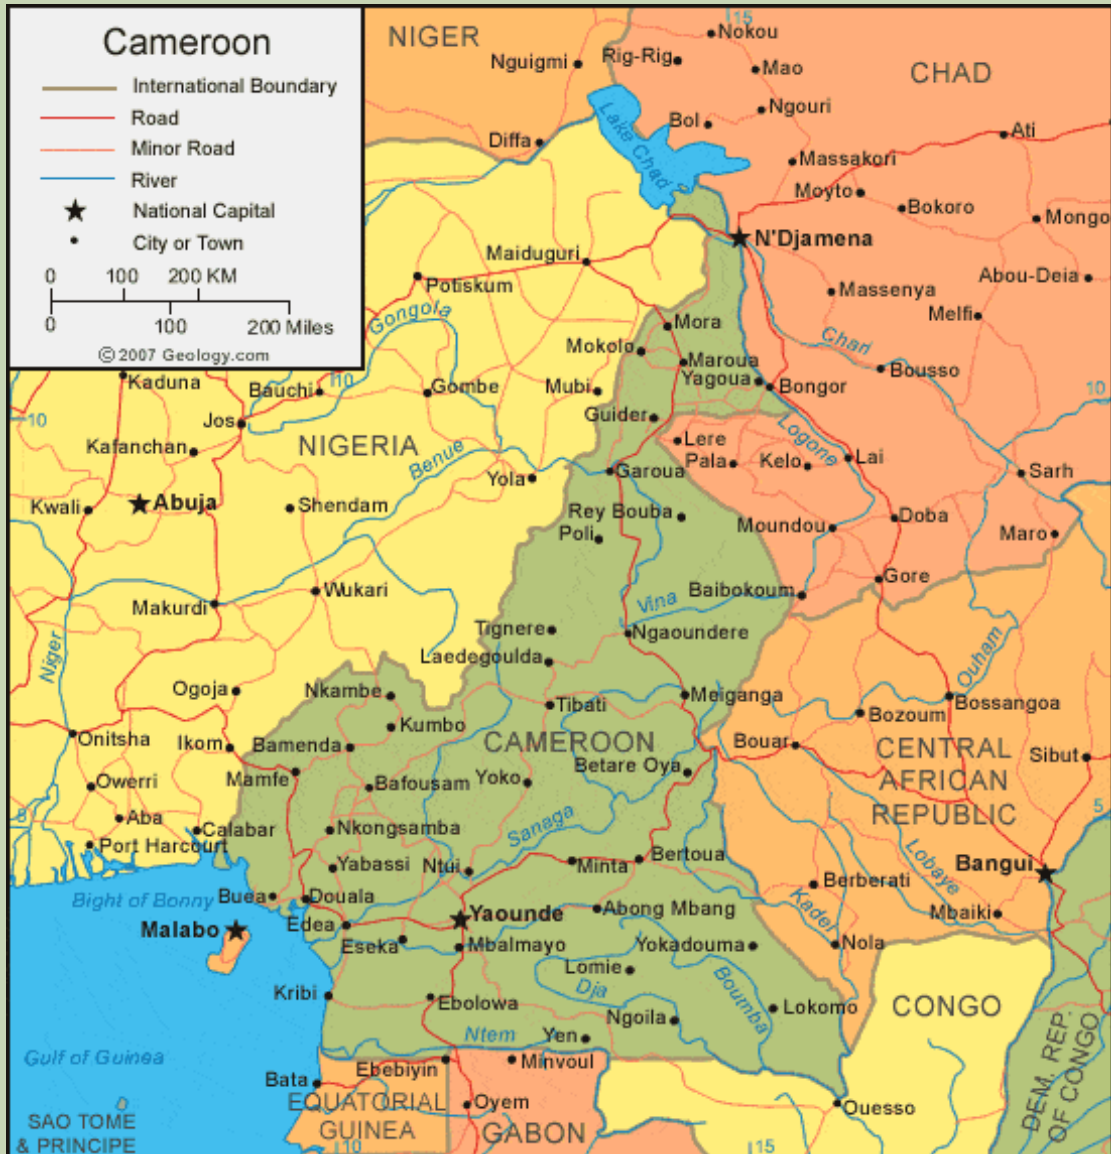 Cameroon
International Boundary
Road
Minor Road
River
National Capital
City or Town
0 100 200 KM
0 100 200 Miles
© 2007 Geology.com
NIGER
Nguigmi
Diffa
15
Nokou
Rig-Rig
Mao
CHAD
Ngouri
Bol
Lake Chad
Ati
Massakori
Moyto
Bokoro
Mongo
N'Djamena
Maiduguri
Potiskum
Abou-Deia
Massenya
Melfi
Gongola
Mora
Chari
Mokolo
Maroua
Bousso
Kaduna
10
Bauchi
Gombe
Mubi
Yagoua
Bongor
10
10
Jos
Guider
Logone
Kafanchan
NIGERIA
Lere
Benue
Pala
Kelo
Lai
Garoua
Sarh
Yola
Kwali
Abuja
Shendam
Rey Bouba
Moundou
Doba
Poli
Maro
Gore
Wukari
Baibokoum
Makurdi
Vina
Tignere
Ngaoundere
Niger
Laedegoulda
Ouham
Ogoja
Nkambe
Meiganga
Tibati
Bossangoa
Kumbo
Bozoum
Onitsha
Ikom
Bamenda
CAMEROON
Bouar
CENTRAL
AFRICAN
REPUBLIC
Sibut
Mamfe
Betare Oya
Owerri
Bafousam
Yoko
5
Aba
8
Calabar
Nkongsamba
Sanaga
Port Harcourt
Bertoua
Lobaye
Yabassi
Ntui
Minta
Bangui
Berberati
Bight of Bonny
Buea
Douala
Yaounde
Abong Mbang
Mbaiki
Malabo
Edea
Kadei
Eseka
Mbalmayo
Yokadouma
Nola
Lomie
Dja
Boumba
Kribi
Ebolowa
Lokomo
CONGO
Ngoila
Ntem
Yen
DEM. REP.
OF CONGO
Gulf of Guinea
Ebebiyin
Minvoul
Bata
EQUATORIAL
GUINEA
Oyem
Ouesso
SAO TOME
& PRINCIPE
GABON
10
15